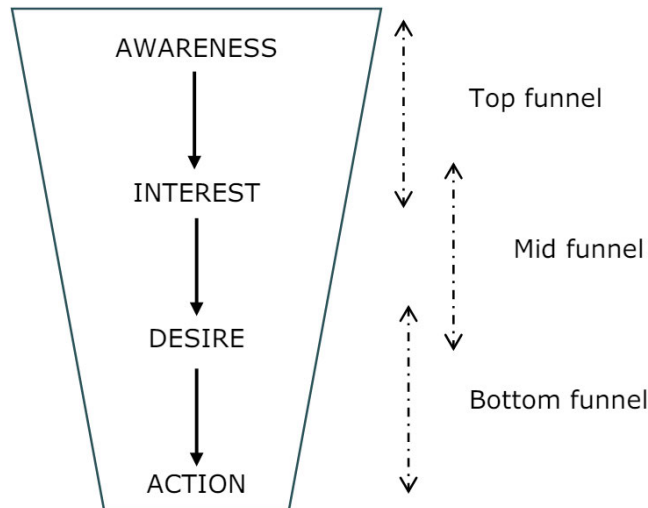 AWARENESS
Top funnel
INTEREST
Mid funnel
DESIRE
Bottom funnel
ACTION